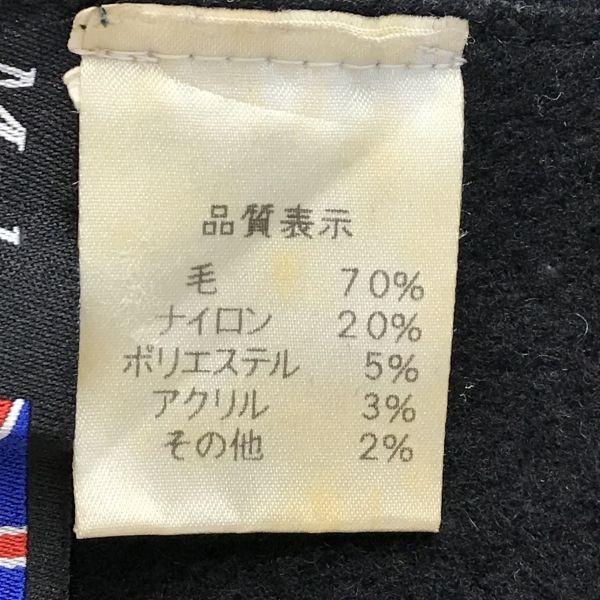 品質表示
毛 70%
ナイロン 20%
ポリエステル 5%
アクリル 3%
その他 2%